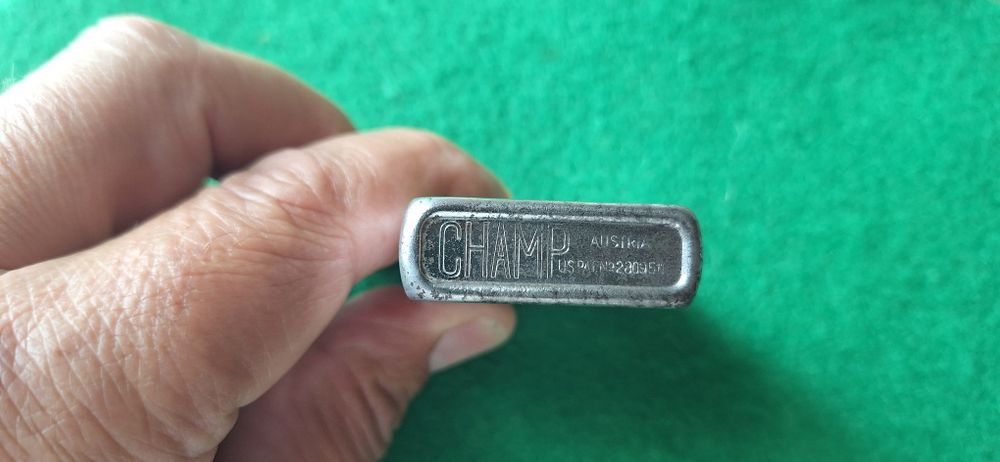 CHAMP AUSTRIA
US PAT No